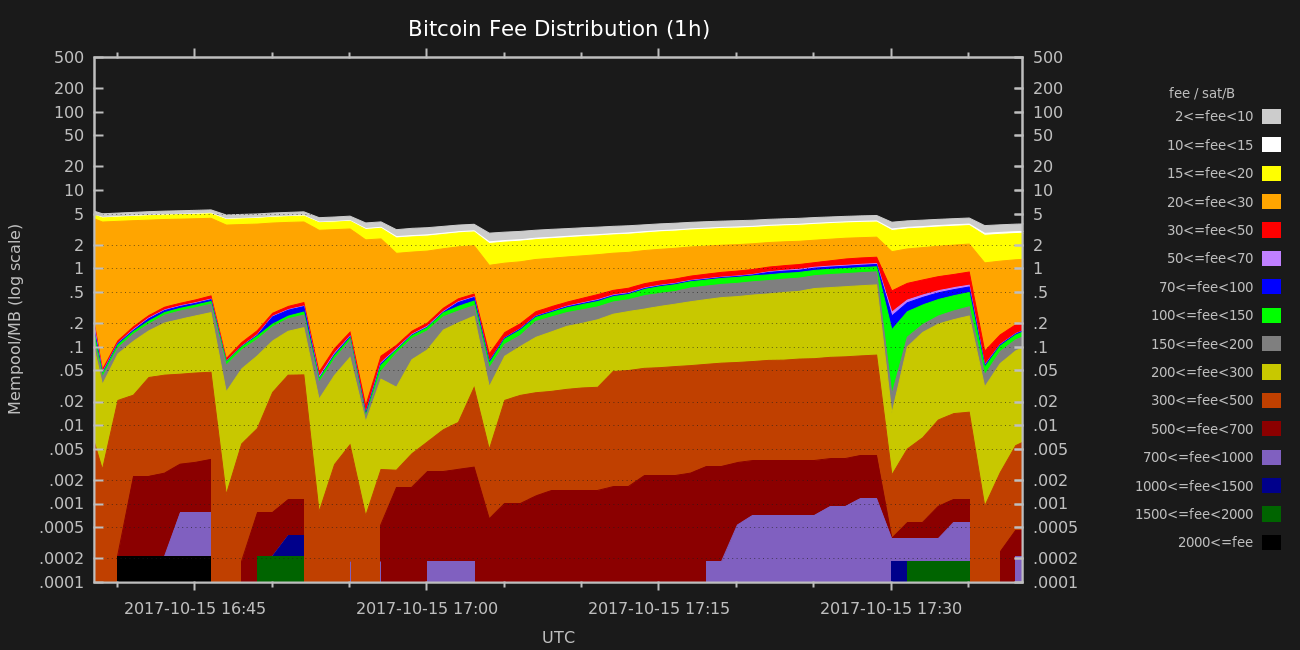 Bitcoin Fee Distribution (1h)
500 500
200 200
100 100
50 50
20 20
10 10
5 5
2 2
1 1
.5 .5
.2 .2
.1 .1
.05 .05
.02 .02
.01 .01
.005 .005
.002 .002
.001 .001
.0005 .0005
.0002 .0002
.0001 .0001
Mempool/MB (log scale)
2017-10-15 16:45 2017-10-15 17:00 2017-10-15 17:15 2017-10-15 17:30
UTC
fee / sat/B
2<=fee<10
10<=fee<15
15<=fee<20
20<=fee<30
30<=fee<50
50<=fee<70
70<=fee<100
100<=fee<150
150<=fee<200
200<=fee<300
300<=fee<500
500<=fee<700
700<=fee<1000
1000<=fee<1500
1500<=fee<2000
2000<=fee